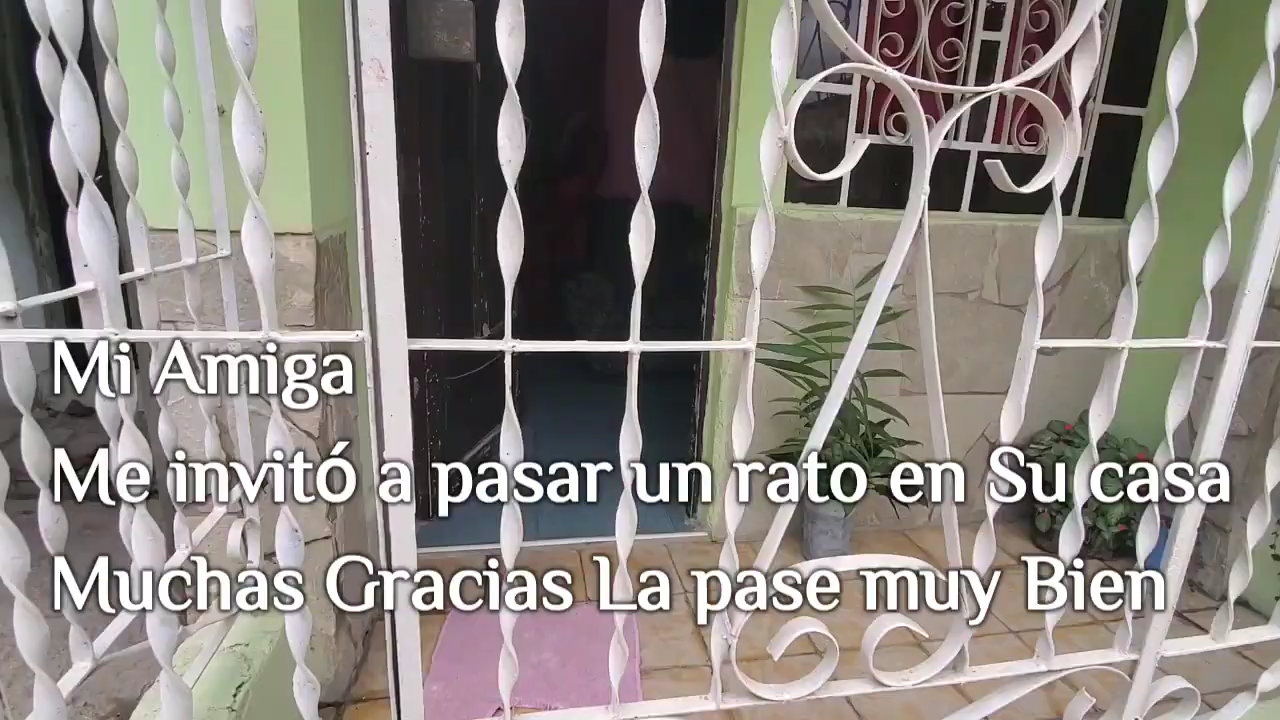 Mi Amiga
Me invitó a pasar un rato en Su casa
Muchas Gracias La pase muy Bien